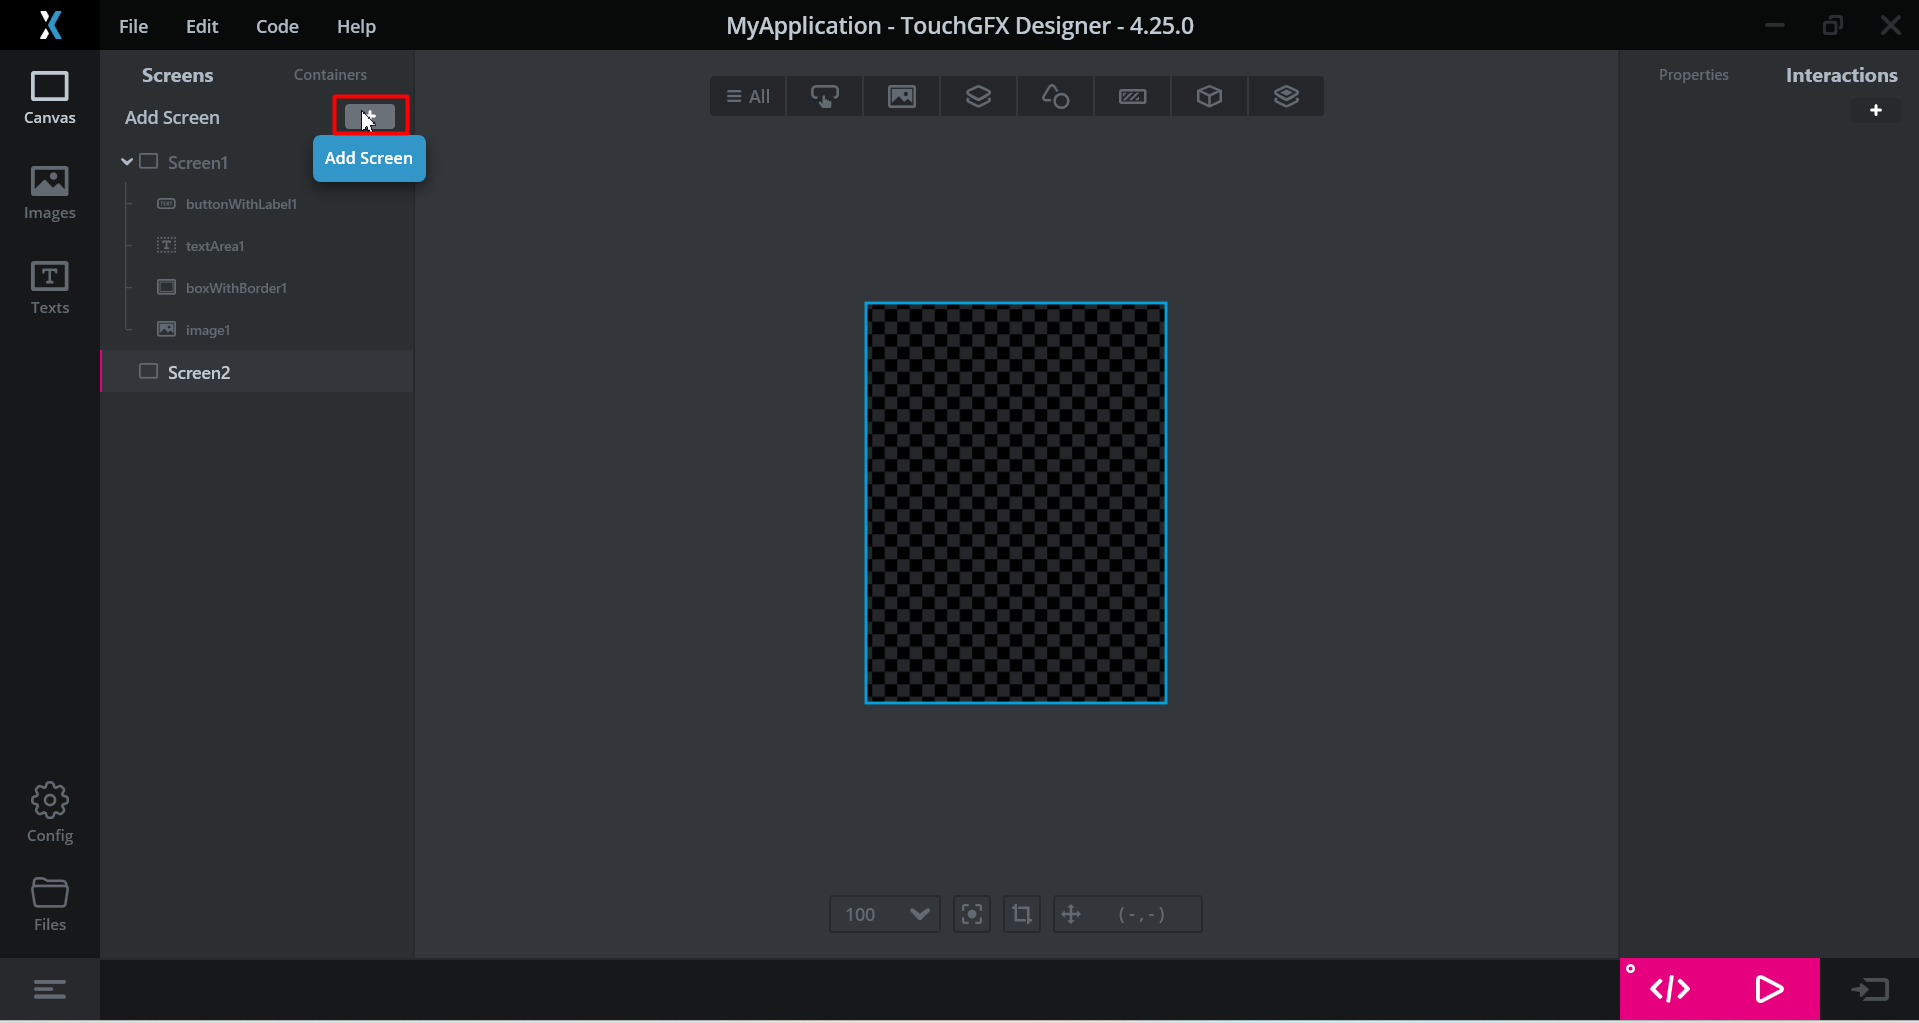 File Edit Code Help
MyApplication - TouchGFX Designer - 4.25.0
Canvas
Images
Texts
Config
Files
Screens Containers
Add Screen +
Add Screen
Screen1
buttonWithLabel1
textArea1
boxWithBorder1
image1
Screen2
All
100
(-,-)
Properties Interactions
+